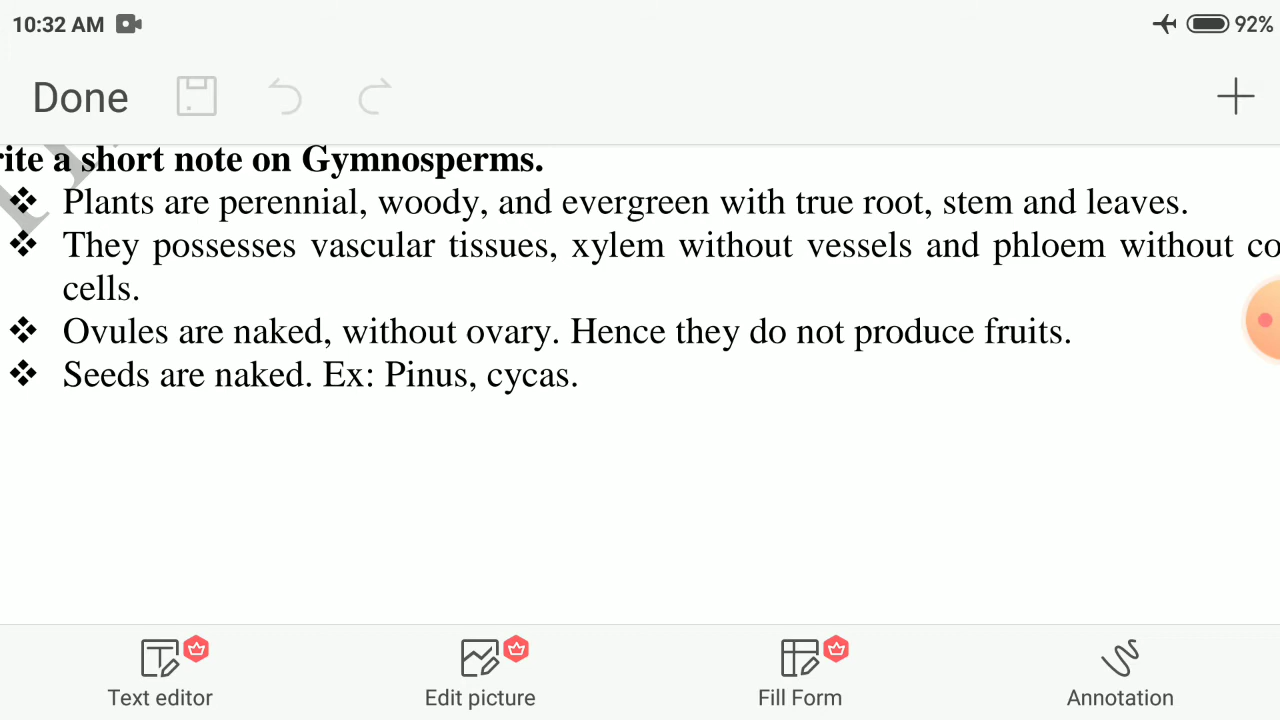 10:32 AM 92%
Done
rite a short note on Gymnosperms.
Plants are perennial, woody, and evergreen with true root, stem and leaves.
They possesses vascular tissues, xylem without vessels and phloem without co
cells.
Ovules are naked, without ovary. Hence they do not produce fruits.
Seeds are naked. Ex: Pinus, cycas.
Text editor Edit picture Fill Form Annotation